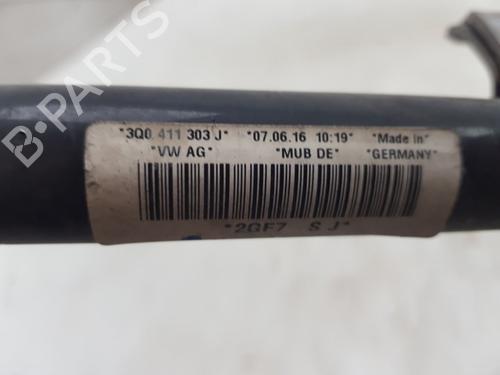 *3Q0 411 303 J* *07.06.16 10:19* *Made in*
*VW AG* *MUB DE* *GERMANY*
*2GF7 S J*
B-PARTS